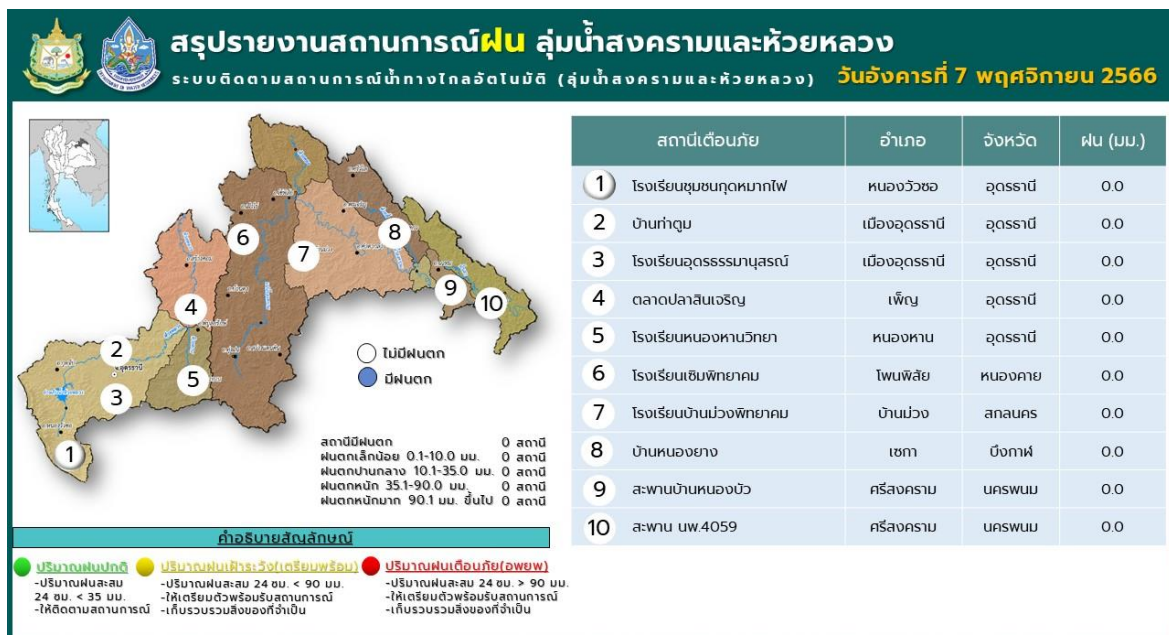 สรุปรายงานสถานการณ์ฝน ลุ่มน้ำสงครามและห้วยหลวง
ระบบติดตามสถานการณ์น้ำทางไกลอัตโนมัติ (ลุ่มน้ำสงครามและห้วยหลวง) วันอังคารที่ 7 พฤศจิกายน 2566
สถานีเตือนภัย อำเภอ จังหวัด ฝน (มม.)
1 โรงเรียนชุมชนกุดหมากไฟ หนองวัวซอ อุดรธานี 0.0
2 บ้านท่าตูม เมืองอุดรธานี อุดรธานี 0.0
3 โรงเรียนอุดรธรรมานุสรณ์ เมืองอุดรธานี อุดรธานี 0.0
4 ตลาดปลาสินเจริญ เพ็ญ อุดรธานี 0.0
5 โรงเรียนหนองหานวิทยา หนองหาน อุดรธานี 0.0
6 โรงเรียนเซิมพิทยาคม โพนพิสัย หนองคาย 0.0
7 โรงเรียนบ้านม่วงพิทยาคม บ้านม่วง สกลนคร 0.0
8 บ้านหนองยาง เซกา บึงกาฬ 0.0
9 สะพานบ้านหนองบัว ศรีสงคราม นครพนม 0.0
10 สะพาน นพ.4059 ศรีสงคราม นครพนม 0.0
6
7
8
9
10
4
2
จ.อุดรธานี
5
3
1
ไม่มีฝนตก
มีฝนตก
สถานีมีฝนตก 0 สถานี
ฝนตกเล็กน้อย 0.1-10.0 มม. 0 สถานี
ฝนตกปานกลาง 10.1-35.0 มม. 0 สถานี
ฝนตกหนัก 35.1-90.0 มม. 0 สถานี
ฝนตกหนักมาก 90.1 มม. ขึ้นไป 0 สถานี
คำอธิบายสัญลักษณ์
ปริมาณฝนปกติ
-ปริมาณฝนสะสม
24 ชม. < 35 มม.
-ให้ติดตามสถานการณ์
ปริมาณฝนเฝ้าระวัง(เตรียมพร้อม)
-ปริมาณฝนสะสม 24 ชม. < 90 มม.
-ให้เตรียมตัวพร้อมรับสถานการณ์
-เก็บรวบรวมสิ่งของที่จำเป็น
ปริมาณฝนเตือนภัย(อพยพ)
-ปริมาณฝนสะสม 24 ชม. > 90 มม.
-ให้เตรียมตัวพร้อมรับสถานการณ์
-เก็บรวบรวมสิ่งของที่จำเป็น